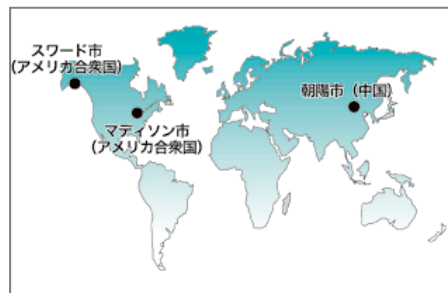 スワード市
(アメリカ合衆国)
朝陽市（中国）
マディソン市
(アメリカ合衆国)